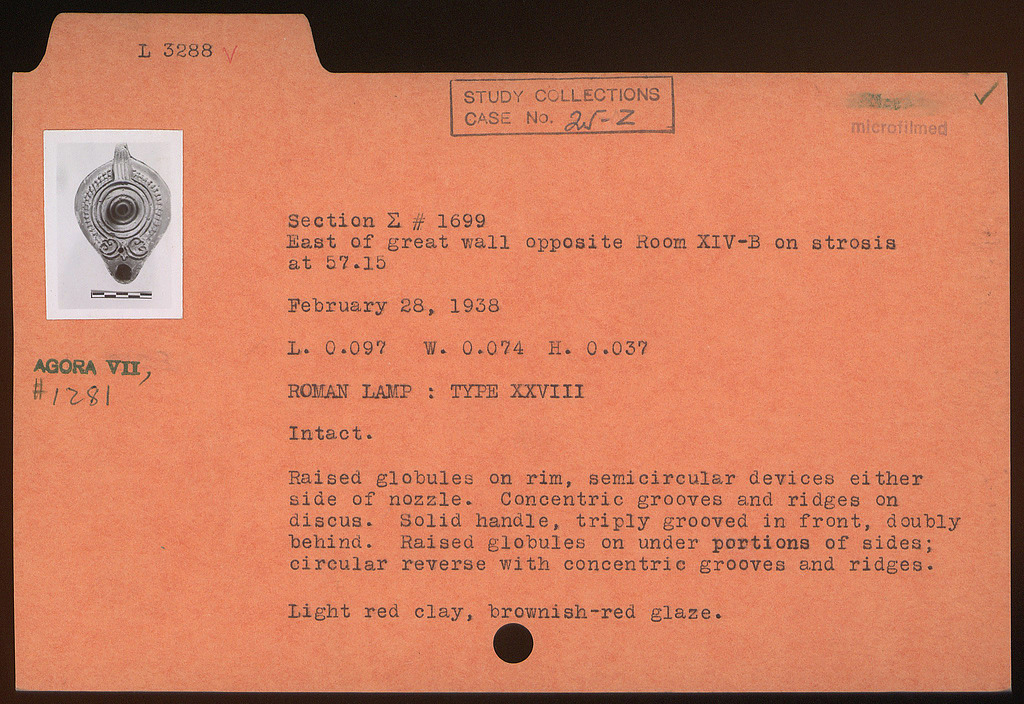 L 3288 V
STUDY COLLECTIONS
CASE No. 25-Z
microfilmed
Section Σ # 1699
East of great wall opposite Room XIV-B on strosis
at 57.15
February 28, 1938
L. 0.097 W. 0.074 H. 0.037
AGORA VII,
#1281
ROMAN LAMP : TYPE XXVIII
Intact.
Raised globules on rim, semicircular devices either
side of nozzle. Concentric grooves and ridges on
discus. Solid handle, triply grooved in front, doubly
behind. Raised globules on under portions of sides;
circular reverse with concentric grooves and ridges.
Light red clay, brownish-red glaze.